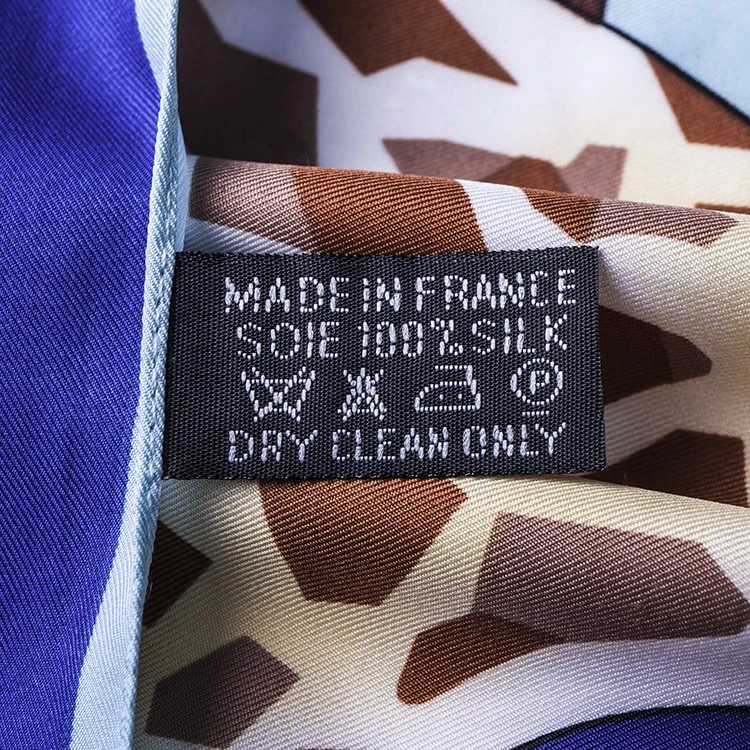 MADE IN FRANCE
SOIE 100% SILK
P
DRY CLEAN ONLY